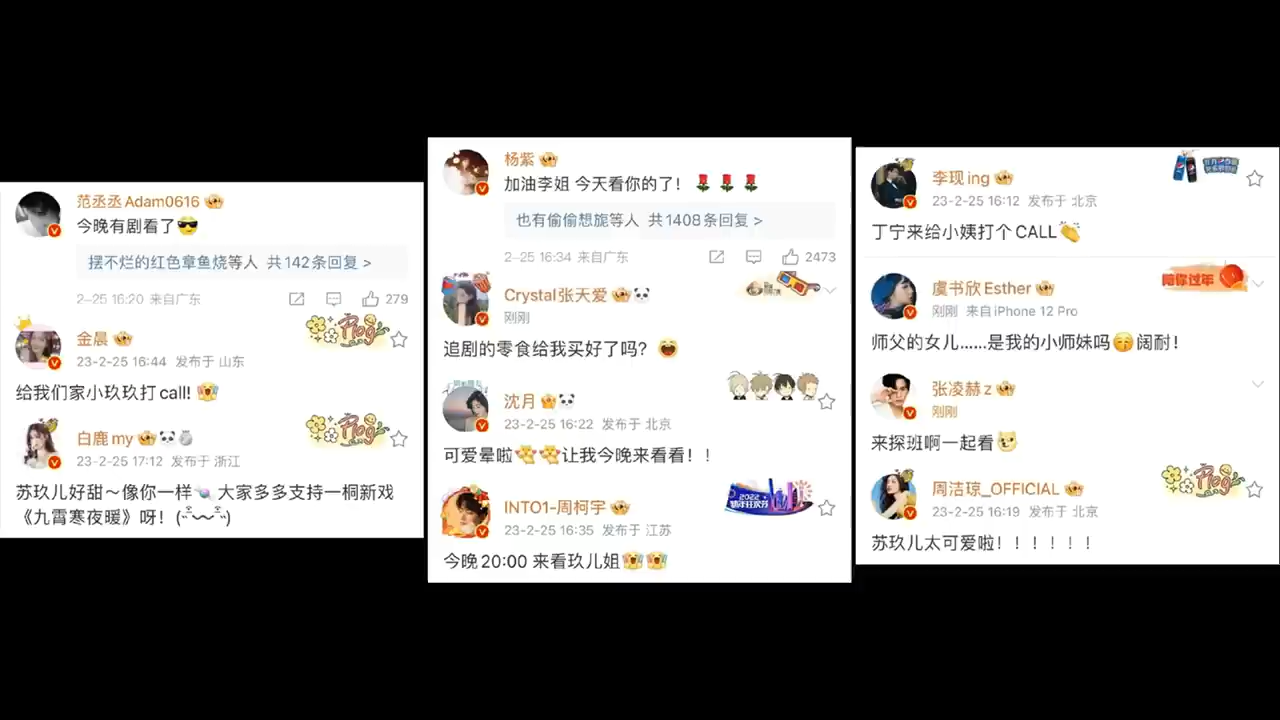 范丞丞Adam0616
今晚有剧看了
摆不烂的红色章鱼烧等人 共142条回复 >
2-25 16:20 来自广东
279
金晨
23-2-25 16:44 发布于 山东
Plog
给我们家小玖玖打call!
白鹿my
23-2-25 17:12 发布于 浙江
Plog
苏玖儿好甜～像你一样 大家多多支持一桐新戏
《九霄寒夜暖》呀！
杨紫
加油李姐 今天看你的了！
也有偷偷想旎等人 共1408条回复 >
2-25 16:34 来自广东
2473
Crystal张天爱
刚刚
追剧的零食给我买好了吗？
沈月
23-2-25 16:22 发布于 北京
可爱晕啦让我今晚来看看！！
INTO1-周柯宇
23-2-25 16:35 发布于 江苏
2022
今晚20:00 来看玖儿姐
李现ing
23-2-25 16:12 发布于 北京
丁宁来给小姨打个CALL
虞书欣Esther
刚刚 来自iPhone 12 Pro
陪你过年
师父的女儿......是我的小师妹吗阔耐！
张凌赫z
刚刚
来探班啊一起看
周洁琼_OFFICIAL
23-2-25 16:19 发布于 北京
Plog
苏玖儿太可爱啦！！！！！！